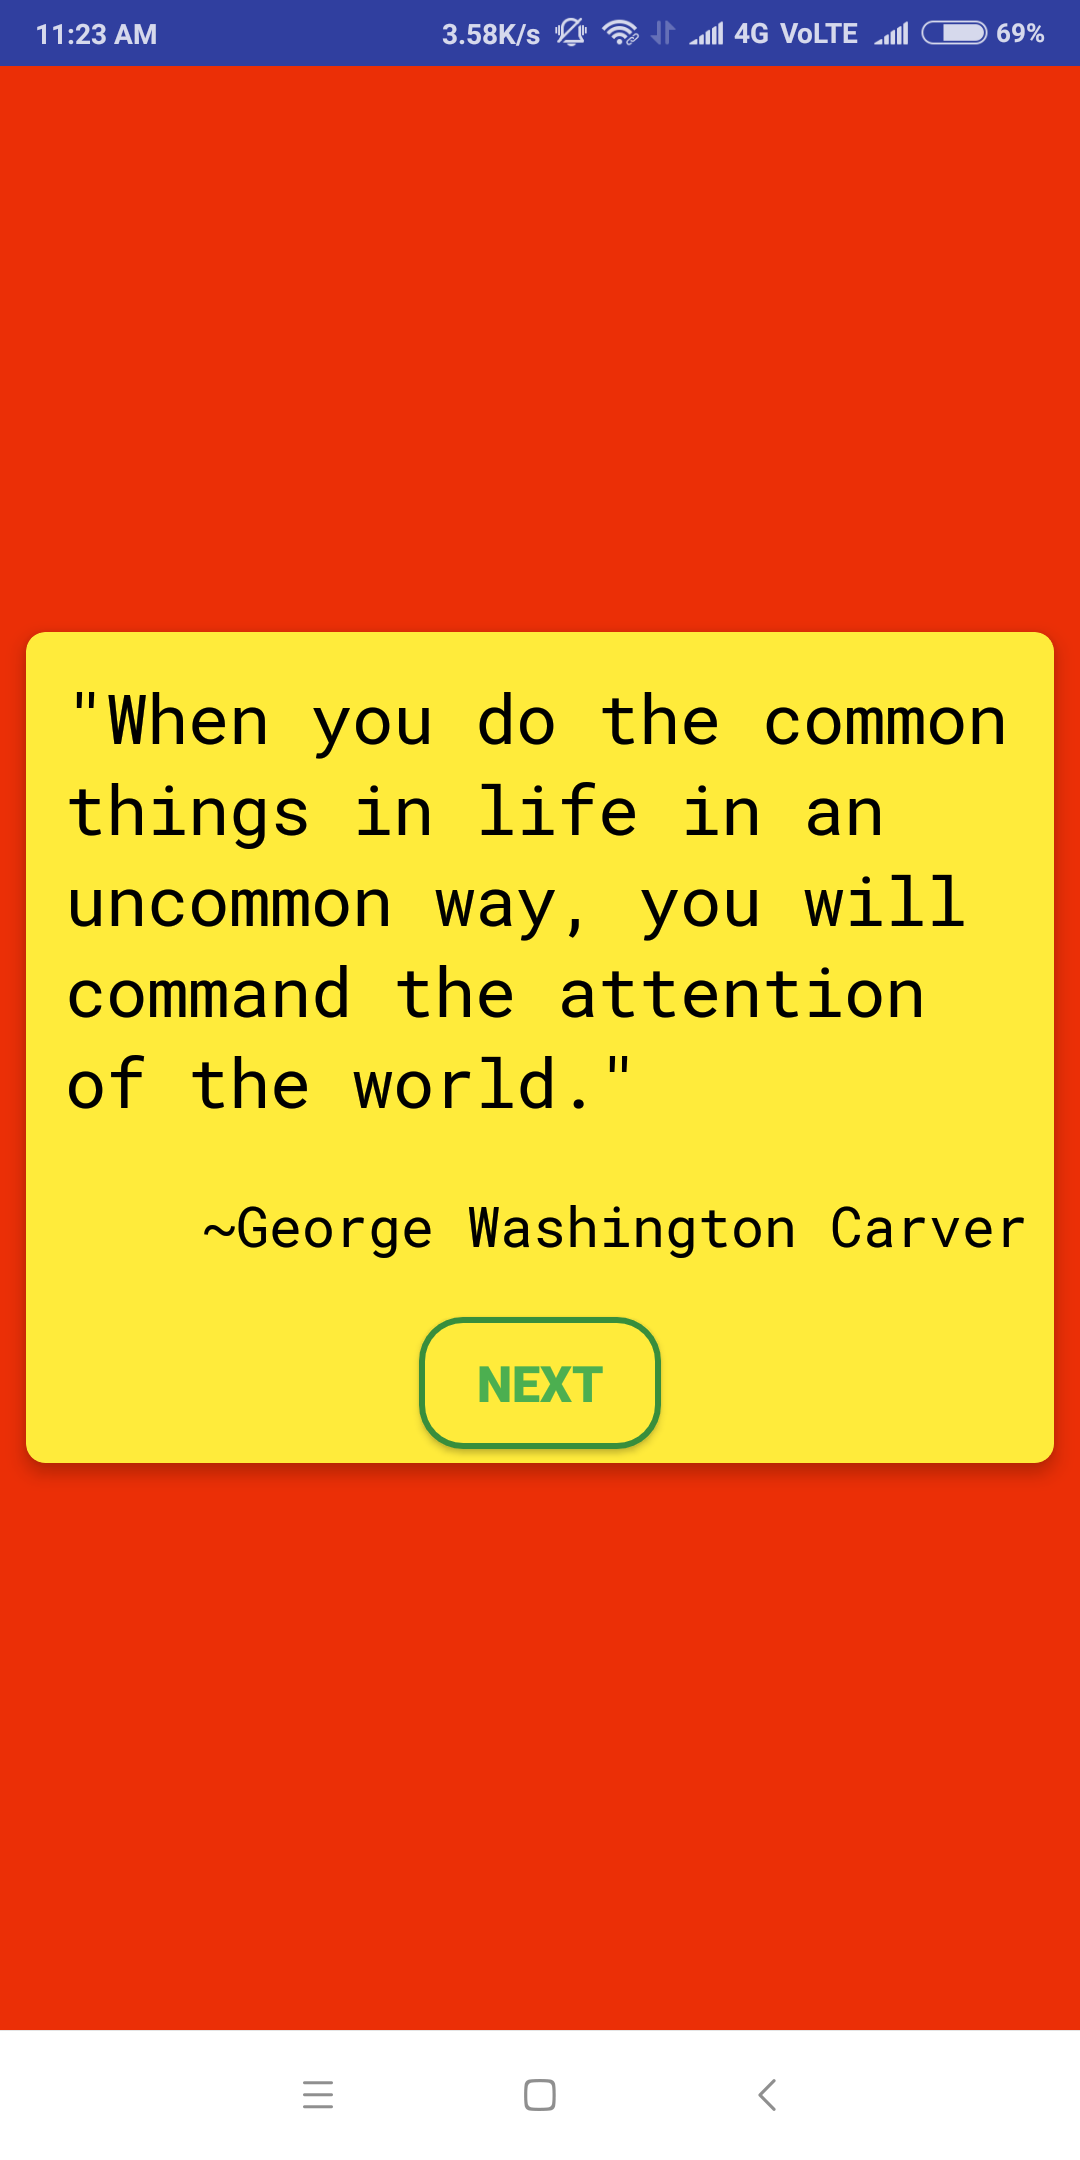 11:23 AM 3.58K/s 4G VoLTE 69%
"When you do the common
things in life in an
uncommon way, you will
command the attention
of the world."
~George Washington Carver
NEXT